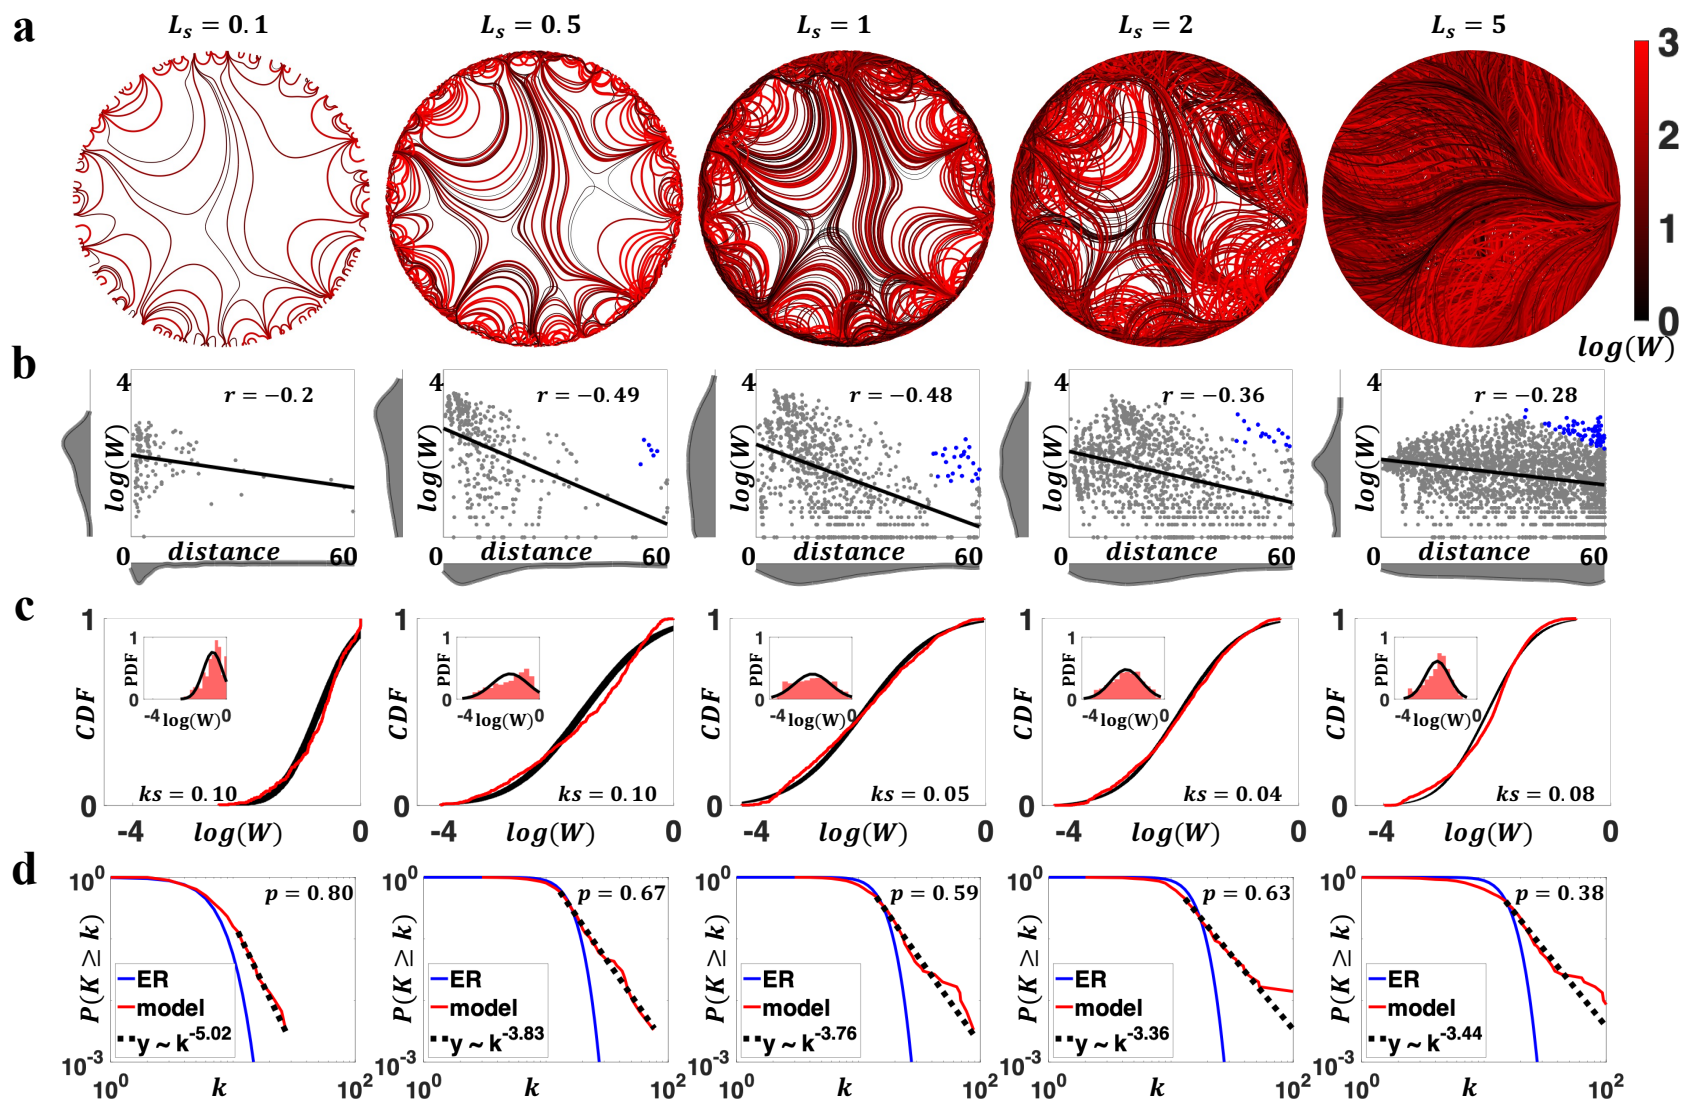 a
L_s = 0.1
L_s = 0.5
L_s = 1
L_s = 2
L_s = 5
3
2
1
0
log(W)
b
4
log(W)
r = −0.2
0
distance
60
4
log(W)
r = −0.49
0
distance
60
4
log(W)
r = −0.48
0
distance
60
4
log(W)
r = −0.36
0
distance
60
4
log(W)
r = −0.28
0
distance
60
c
1
CDF
0
1
PDF
0
-4 log(W) 0
ks = 0.10
-4
log(W)
0
1
CDF
0
1
PDF
0
-4 log(W) 0
ks = 0.10
-4
log(W)
0
1
CDF
0
1
PDF
0
-4 log(W) 0
ks = 0.05
-4
log(W)
0
1
CDF
0
1
PDF
0
-4 log(W) 0
ks = 0.04
-4
log(W)
0
1
CDF
0
1
PDF
0
-4 log(W) 0
ks = 0.08
-4
log(W)
0
d
10^0
P(K ≥ k)
p = 0.80
ER
model
y ~ k^-5.02
10^-3
10^0
k
10^2
10^0
P(K ≥ k)
p = 0.67
ER
model
y ~ k^-3.83
10^-3
10^0
k
10^2
10^0
P(K ≥ k)
p = 0.59
ER
model
y ~ k^-3.76
10^-3
10^0
k
10^2
10^0
P(K ≥ k)
p = 0.63
ER
model
y ~ k^-3.36
10^-3
10^0
k
10^2
10^0
P(K ≥ k)
p = 0.38
ER
model
y ~ k^-3.44
10^-3
10^0
k
10^2